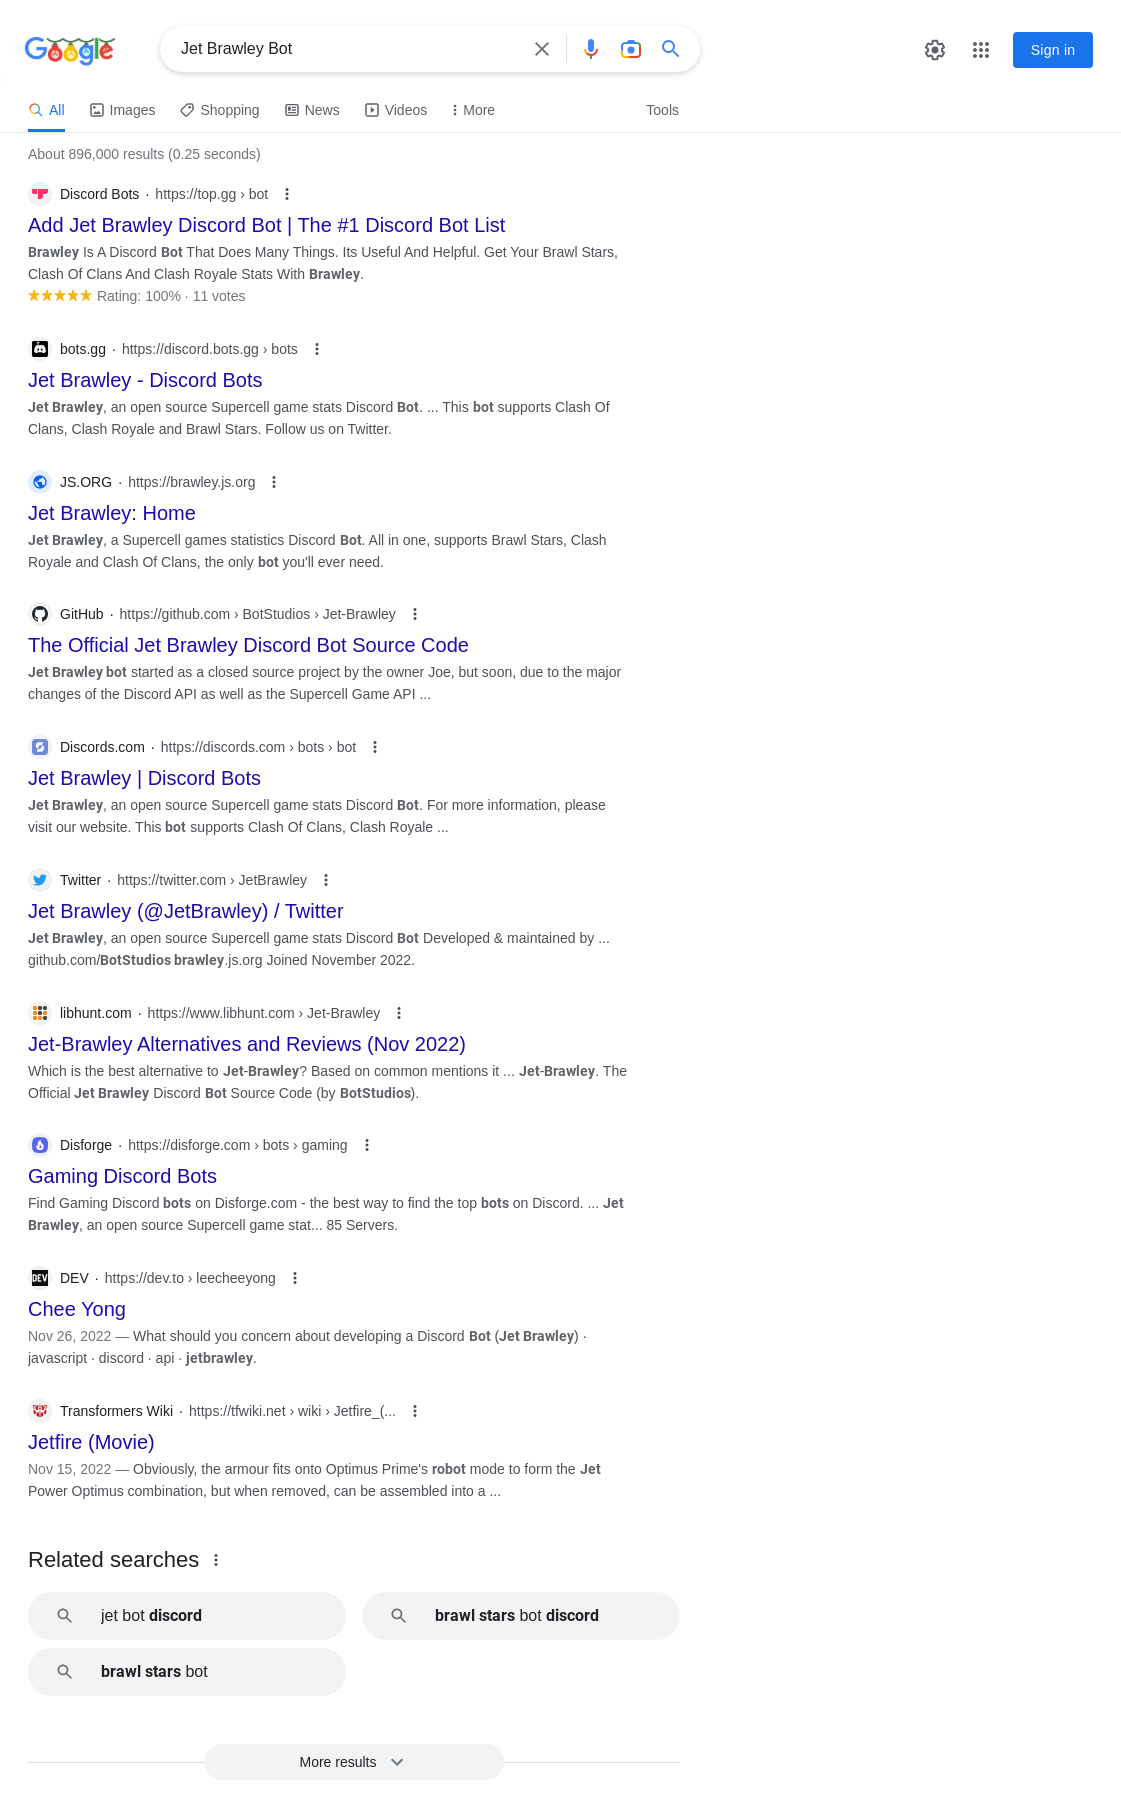 Google
Jet Brawley Bot
Sign in
All
Images
Shopping
News
Videos
More
Tools
About 896,000 results (0.25 seconds)
Discord Bots · https://top.gg › bot
Add Jet Brawley Discord Bot | The #1 Discord Bot List
Brawley Is A Discord Bot That Does Many Things. Its Useful And Helpful. Get Your Brawl Stars,
Clash Of Clans And Clash Royale Stats With Brawley.
Rating: 100% · 11 votes
bots.gg · https://discord.bots.gg › bots
Jet Brawley - Discord Bots
Jet Brawley, an open source Supercell game stats Discord Bot. ... This bot supports Clash Of
Clans, Clash Royale and Brawl Stars. Follow us on Twitter.
JS.ORG · https://brawley.js.org
Jet Brawley: Home
Jet Brawley, a Supercell games statistics Discord Bot. All in one, supports Brawl Stars, Clash
Royale and Clash Of Clans, the only bot you'll ever need.
GitHub · https://github.com › BotStudios › Jet-Brawley
The Official Jet Brawley Discord Bot Source Code
Jet Brawley bot started as a closed source project by the owner Joe, but soon, due to the major
changes of the Discord API as well as the Supercell Game API ...
Discords.com · https://discords.com › bots › bot
Jet Brawley | Discord Bots
Jet Brawley, an open source Supercell game stats Discord Bot. For more information, please
visit our website. This bot supports Clash Of Clans, Clash Royale ...
Twitter · https://twitter.com › JetBrawley
Jet Brawley (@JetBrawley) / Twitter
Jet Brawley, an open source Supercell game stats Discord Bot Developed & maintained by ...
github.com/BotStudios brawley.js.org Joined November 2022.
libhunt.com · https://www.libhunt.com › Jet-Brawley
Jet-Brawley Alternatives and Reviews (Nov 2022)
Which is the best alternative to Jet-Brawley? Based on common mentions it ... Jet-Brawley. The
Official Jet Brawley Discord Bot Source Code (by BotStudios).
Disforge · https://disforge.com › bots › gaming
Gaming Discord Bots
Find Gaming Discord bots on Disforge.com - the best way to find the top bots on Discord. ... Jet
Brawley, an open source Supercell game stat... 85 Servers.
DEV
DEV · https://dev.to › leecheeyong
Chee Yong
Nov 26, 2022 — What should you concern about developing a Discord Bot (Jet Brawley) ·
javascript · discord · api · jetbrawley.
Transformers Wiki · https://tfwiki.net › wiki › Jetfire_(...
Jetfire (Movie)
Nov 15, 2022 — Obviously, the armour fits onto Optimus Prime's robot mode to form the Jet
Power Optimus combination, but when removed, can be assembled into a ...
Related searches
jet bot discord
brawl stars bot discord
brawl stars bot
More results